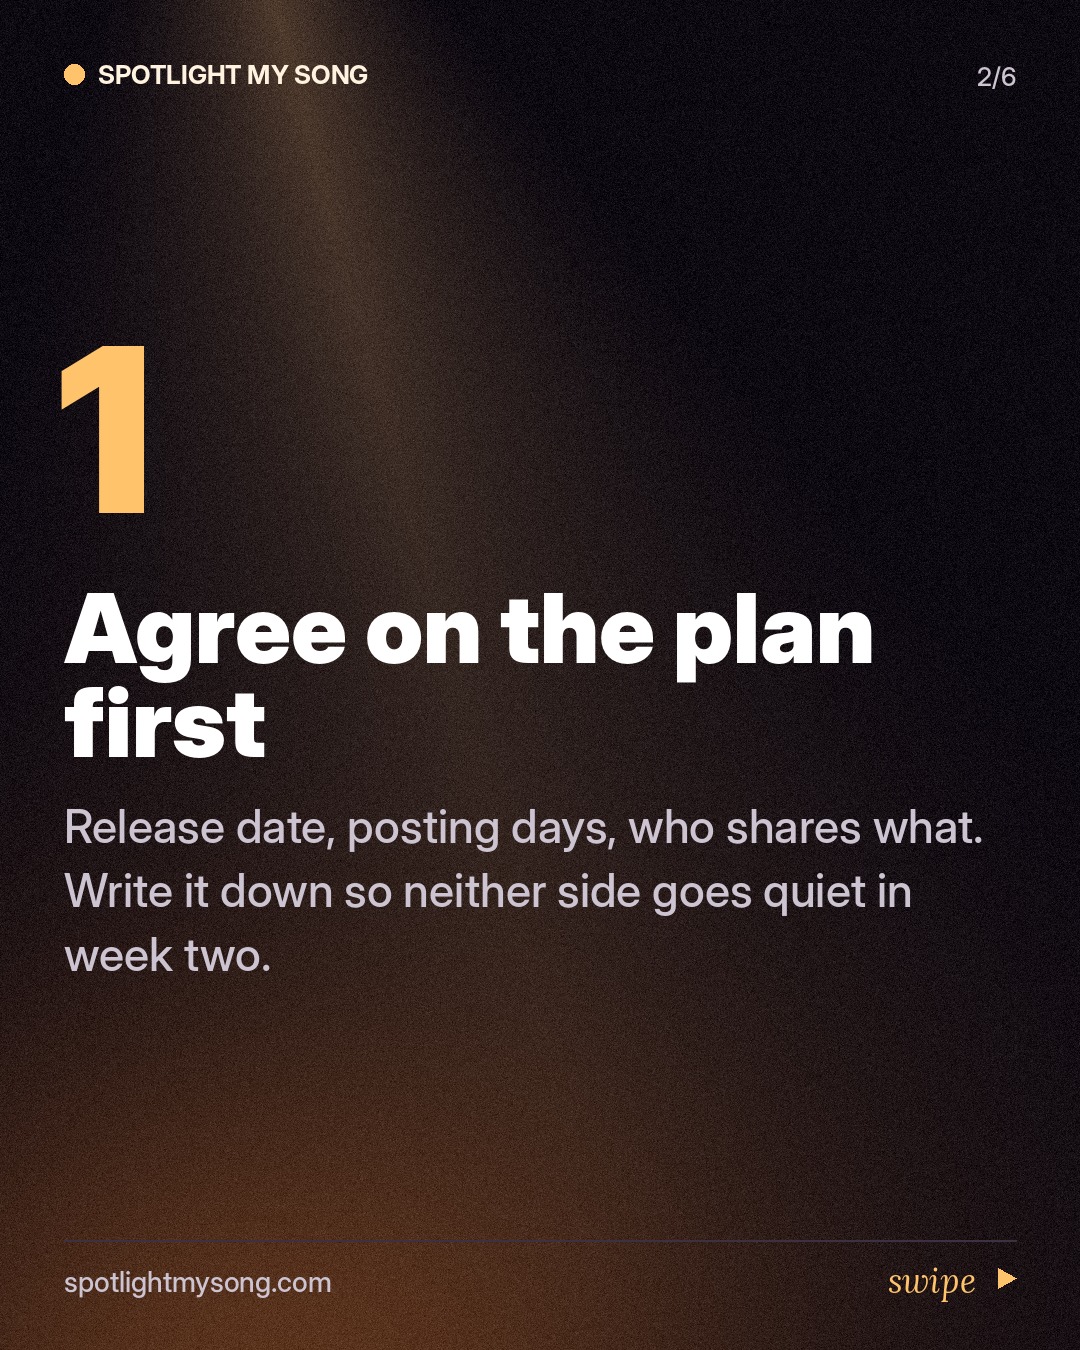 SPOTLIGHT MY SONG
2/6
1
Agree on the plan
first
Release date, posting days, who shares what.
Write it down so neither side goes quiet in
week two.
spotlightmysong.com
swipe